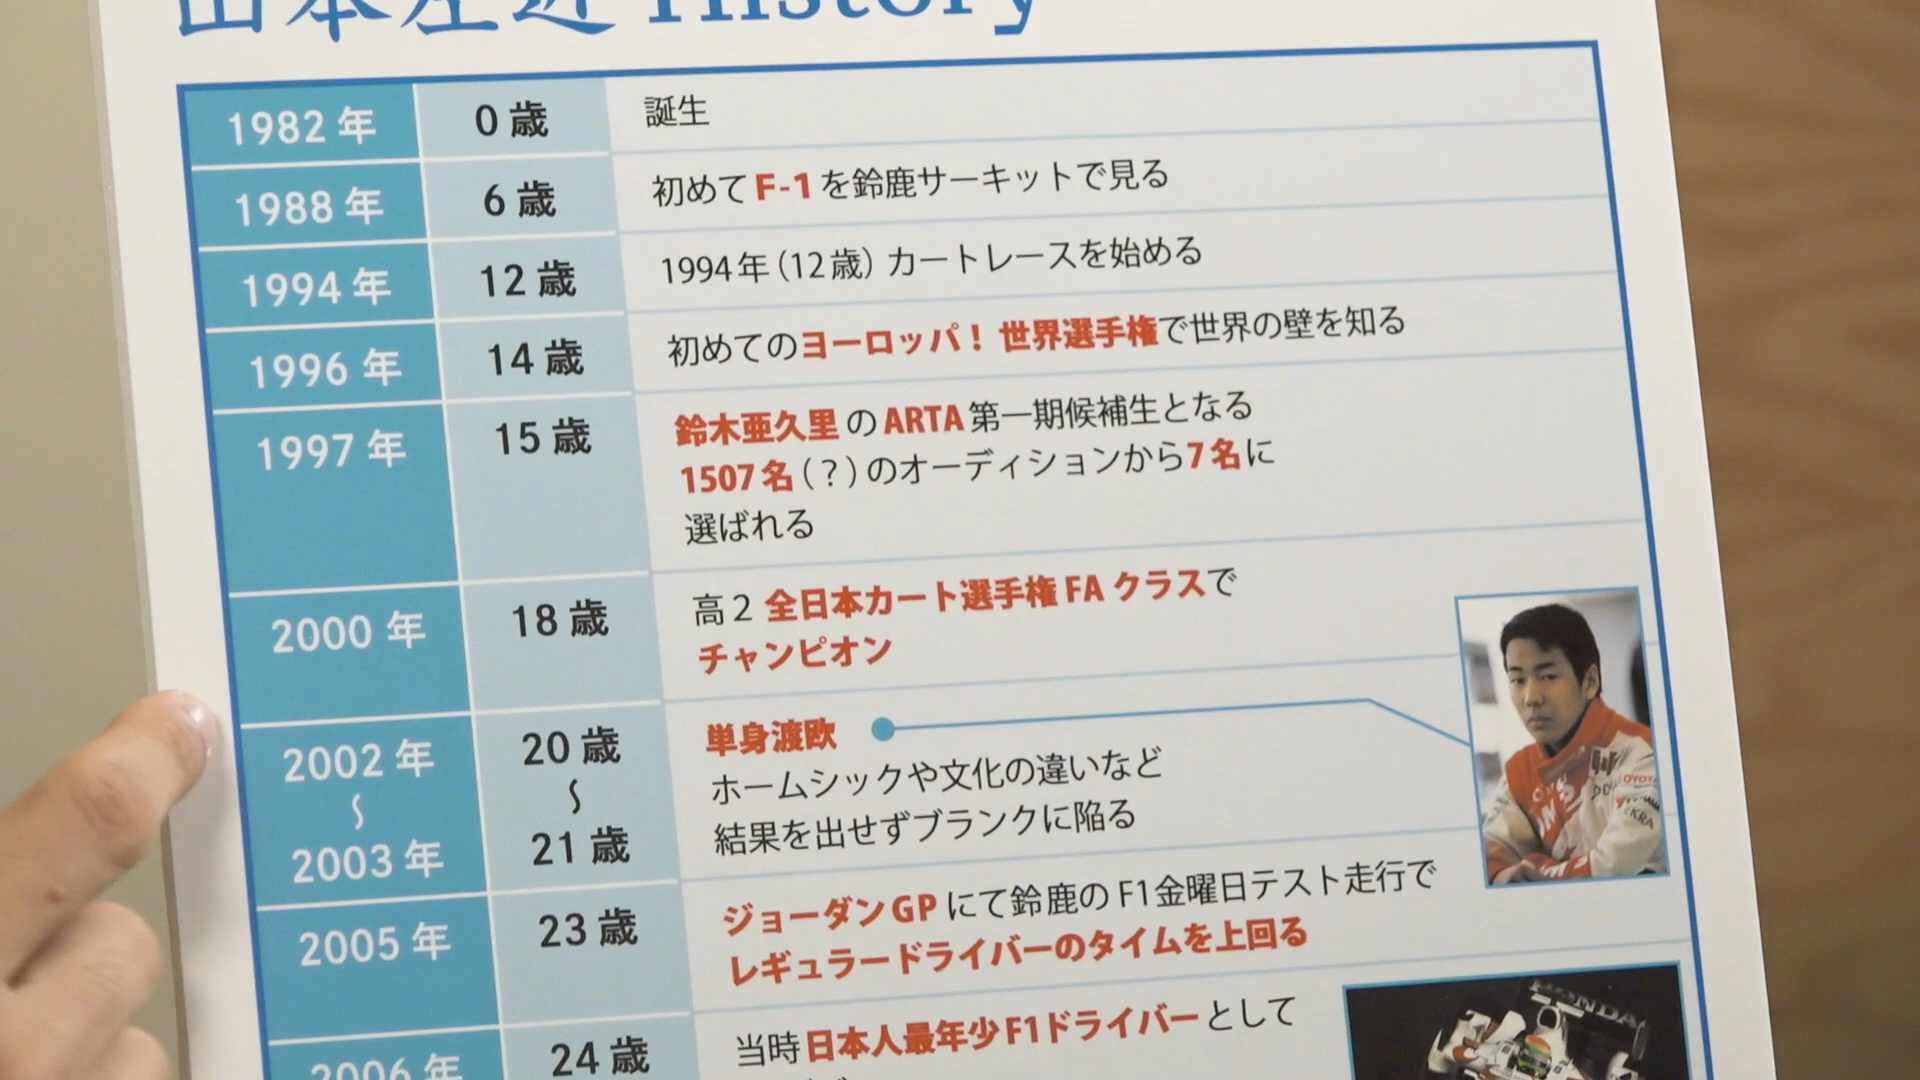 山本左近 History
1982年 0歳 誕生
1988年 6歳 初めてF-1を鈴鹿サーキットで見る
1994年 12歳 1994年(12歳) カートレースを始める
1996年 14歳 初めてのヨーロッパ! 世界選手権で世界の壁を知る
1997年 15歳 鈴木亜久里のARTA第一期候補生となる
1507名(?)のオーディションから7名に
選ばれる
2000年 18歳 高2 全日本カート選手権FAクラスで
チャンピオン
2002年 20歳 単身渡欧
〜 〜 ホームシックや文化の違いなど
2003年 21歳 結果を出せずブランクに陥る
2005年 23歳 ジョーダンGPにて鈴鹿のF1金曜日テスト走行で
レギュラードライバーのタイムを上回る
2006年 24歳 当時日本人最年少F1ドライバーとして
TOYOTA
HONDA